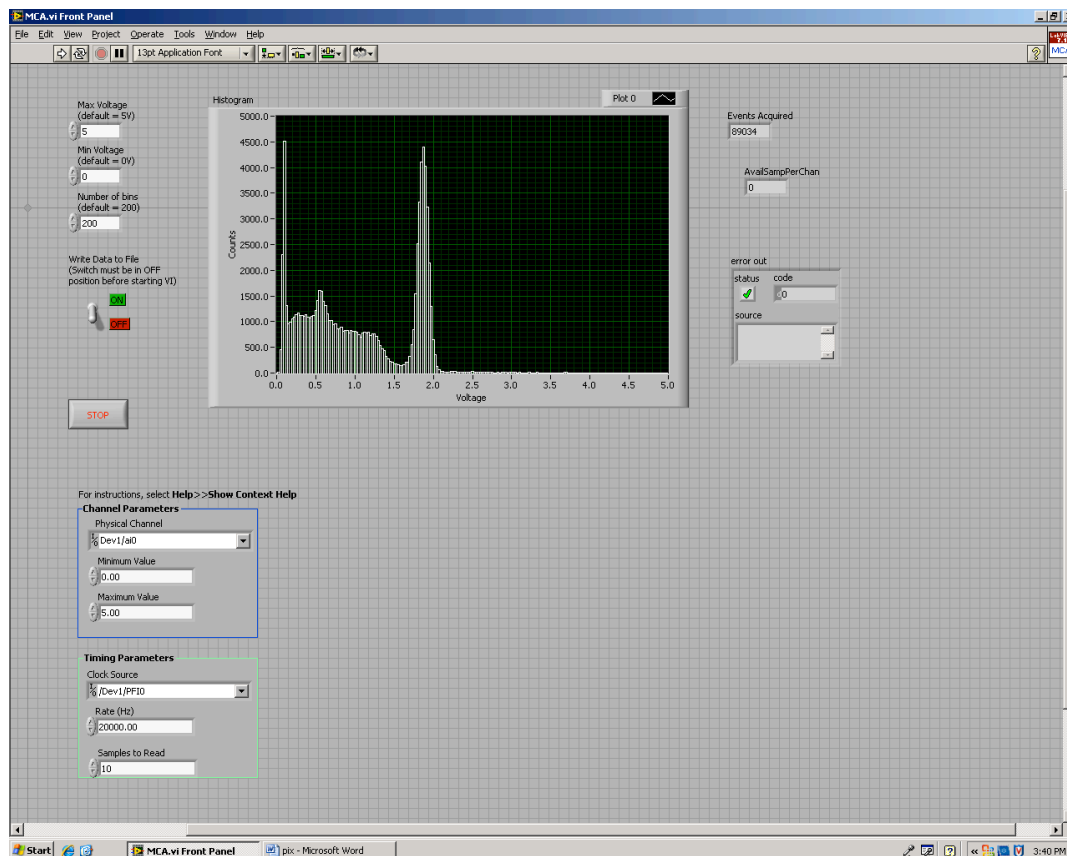 MCA.vi Front Panel
File Edit View Project Operate Tools Window Help
13pt Application Font
MCA
Max Voltage
(default = 5V)
5
Min Voltage
(default = 0V)
0
Number of bins
(default = 200)
200
Write Data to File
(Switch must be in OFF
position before starting VI)
ON
OFF
STOP
Histogram
Plot 0
5000.0
4500.0
4000.0
3500.0
3000.0
2500.0
2000.0
1500.0
1000.0
500.0
0.0
Counts
0.0 0.5 1.0 1.5 2.0 2.5 3.0 3.5 4.0 4.5 5.0
Voltage
Events Acquired
89034
AvailSampPerChan
0
error out
status code
0
source
For instructions, select Help>>Show Context Help
Channel Parameters
Physical Channel
Dev1/ai0
Minimum Value
0.00
Maximum Value
5.00
Timing Parameters
Clock Source
/Dev1/PFI0
Rate (Hz)
20000.00
Samples to Read
10
Start MCA.vi Front Panel pix - Microsoft Word 3:40 PM